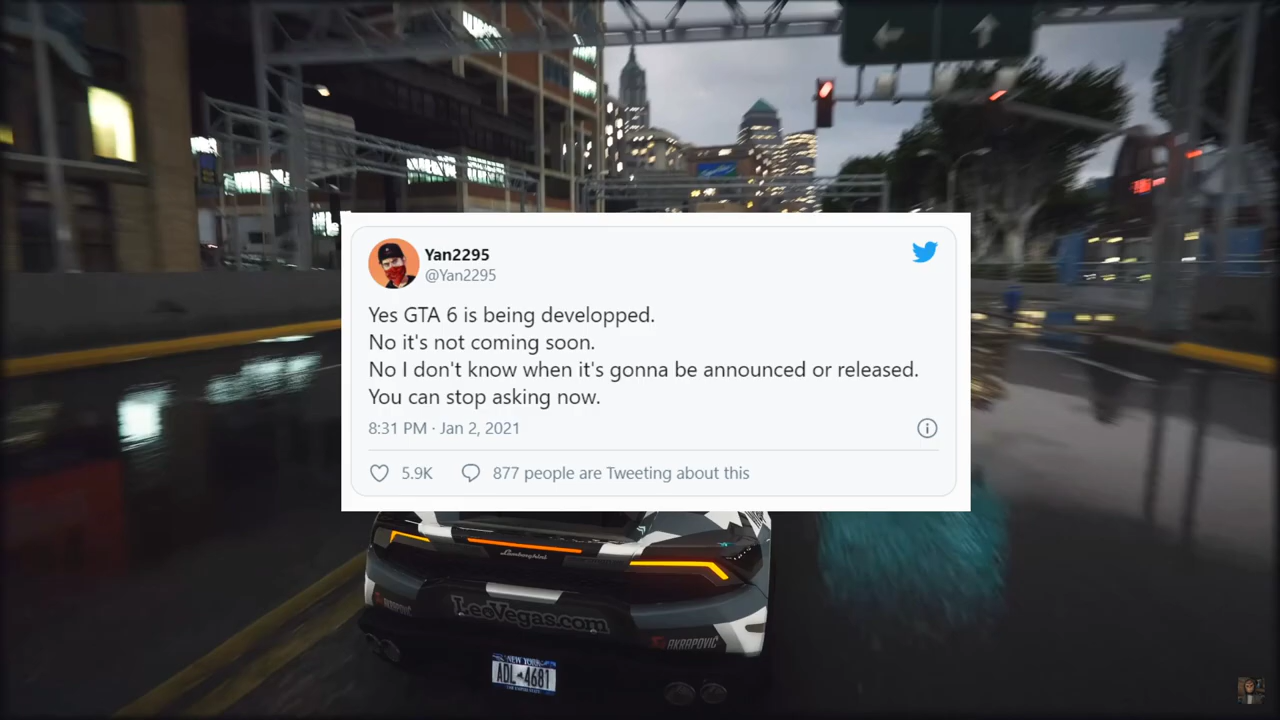 Yan2295
@Yan2295
Yes GTA 6 is being developped.
No it's not coming soon.
No I don't know when it's gonna be announced or released.
You can stop asking now.
8:31 PM · Jan 2, 2021
5.9K 877 people are Tweeting about this
Lamborghini
LeoVegas.com
AKRAPOVIČ
NEW YORK
ADL 4681